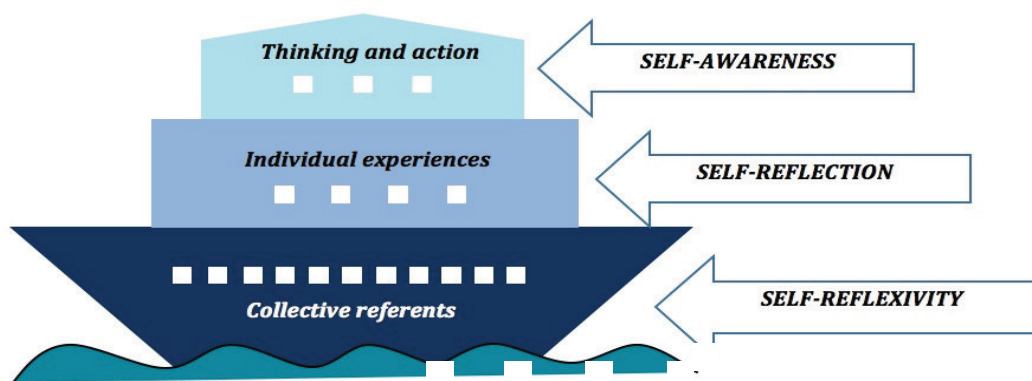 Thinking and action
SELF-AWARENESS
Individual experiences
SELF-REFLECTION
Collective referents
SELF-REFLEXIVITY